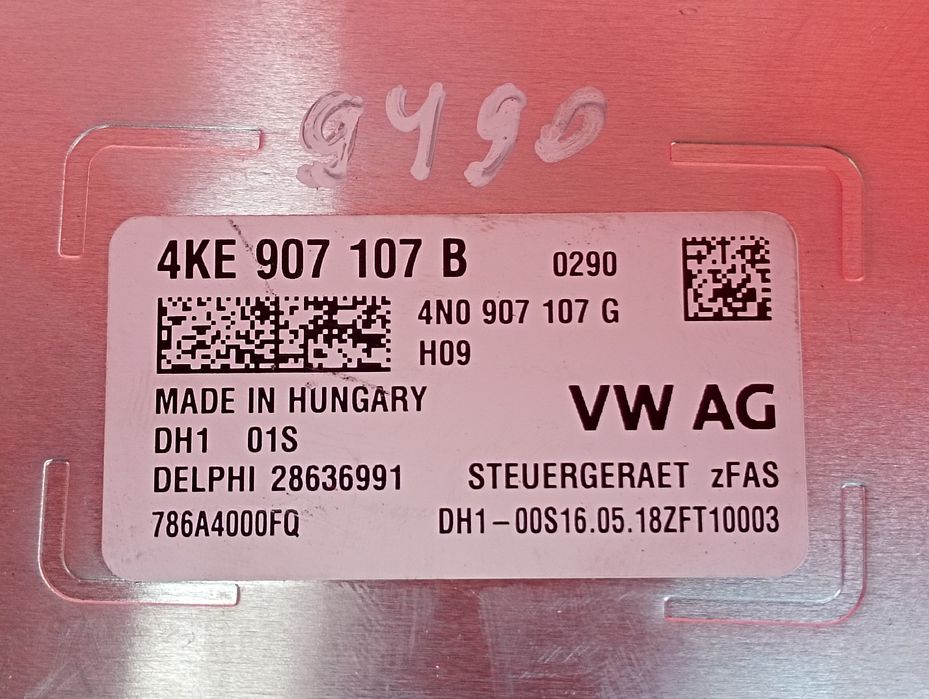 9490
4KE 907 107 B 0290
4N0 907 107 G
H09
MADE IN HUNGARY
VW AG
DH1 01S
DELPHI 28636991
STEUERGERAET zFAS
786A4000FQ
DH1-00S16.05.18ZFT10003